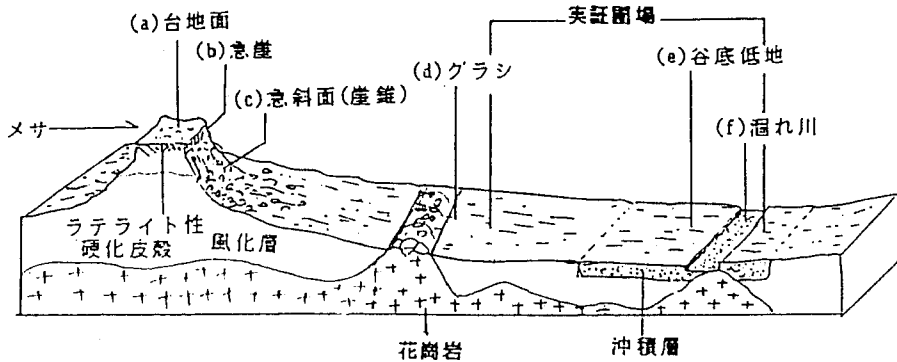 実証圃場
(a)台地面
(b)急崖
(c)急斜面(崖錐)
(d)グラシ
(e)谷底低地
(f)涸れ川
メサ
ラテライト性
硬化皮殻
風化層
花崗岩
沖積層